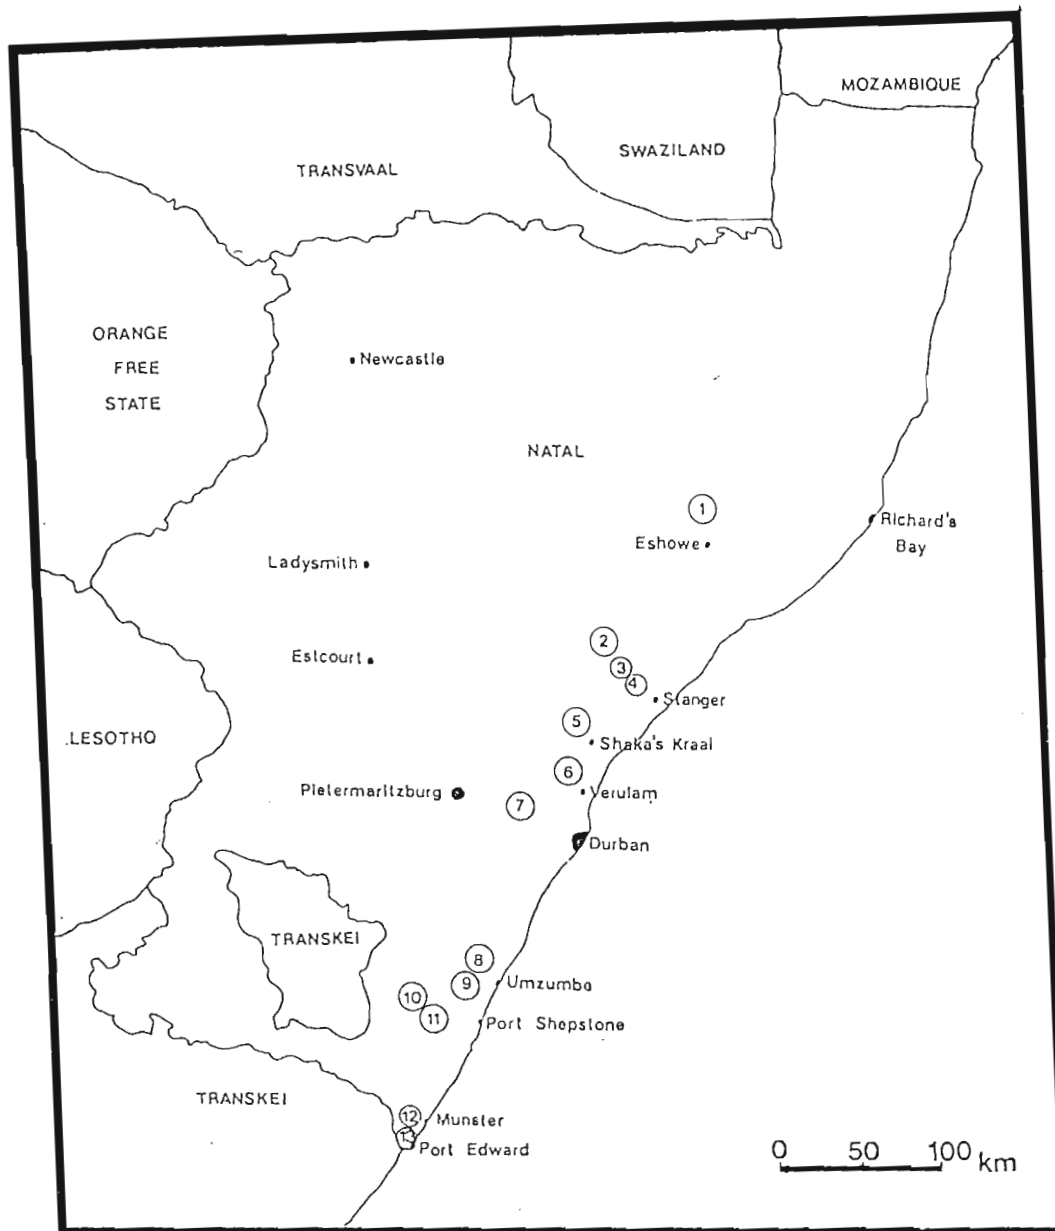 MOZAMBIQUE
SWAZILAND
TRANSVAAL
ORANGE
FREE
STATE
Newcastle
NATAL
1
Richard's
Bay
Eshowe
Ladysmith
2
Estcourt
3
4
Stanger
5
LESOTHO
Shaka's Kraal
6
Pietermaritzburg
Verulam
7
Durban
TRANSKEI
8
9
Umzumbe
10
11
Port Shepstone
TRANSKEI
12
Munster
13
Port Edward
0 50 100 km